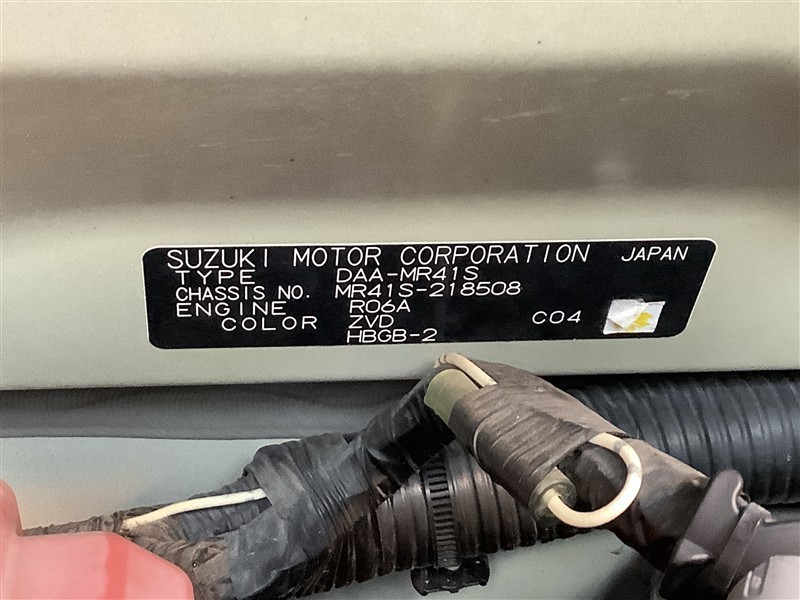 SUZUKI MOTOR CORPORATION JAPAN
TYPE DAA-MR41S
CHASSIS NO. MR41S-218508
ENGINE R06A
COLOR ZVD C04
HBGB-2